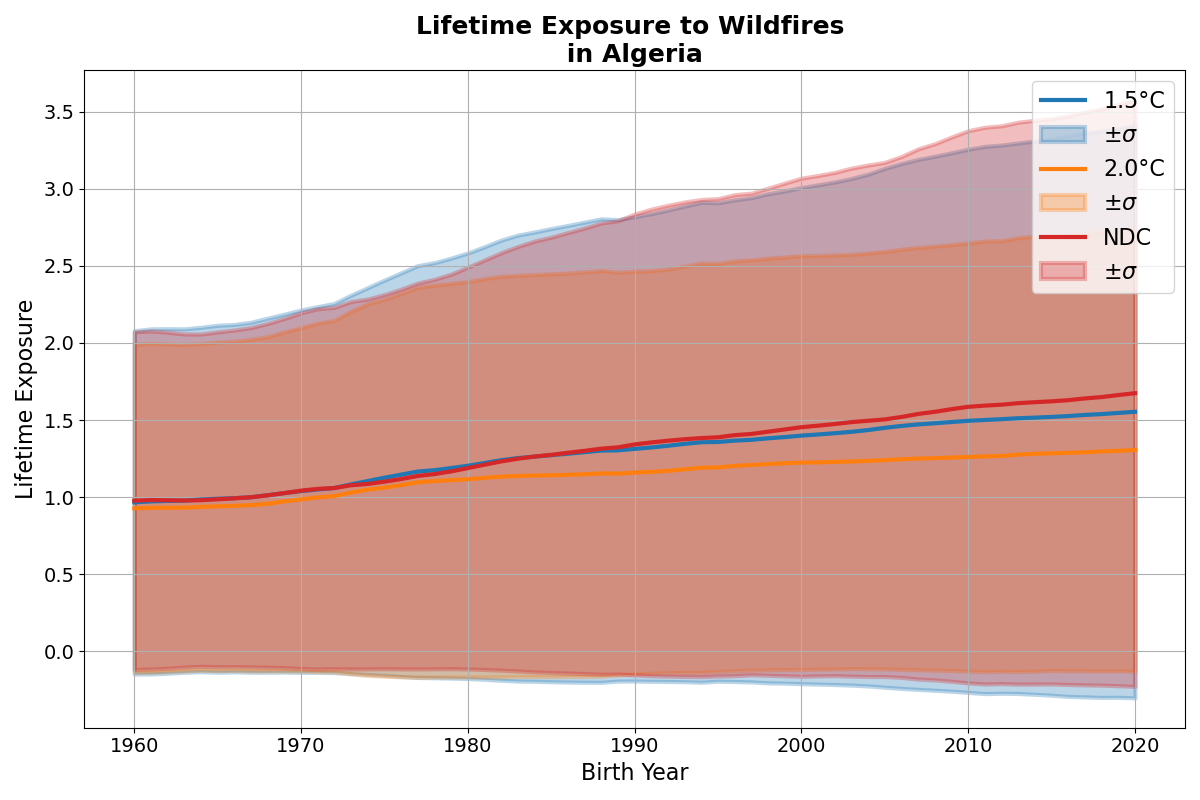 Lifetime Exposure to Wildfires
in Algeria
Lifetime Exposure
3.5
3.0
2.5
2.0
1.5
1.0
0.5
0.0
1.5°C
±σ
2.0°C
±σ
NDC
±σ
1960
1970
1980
1990
2000
2010
2020
Birth Year